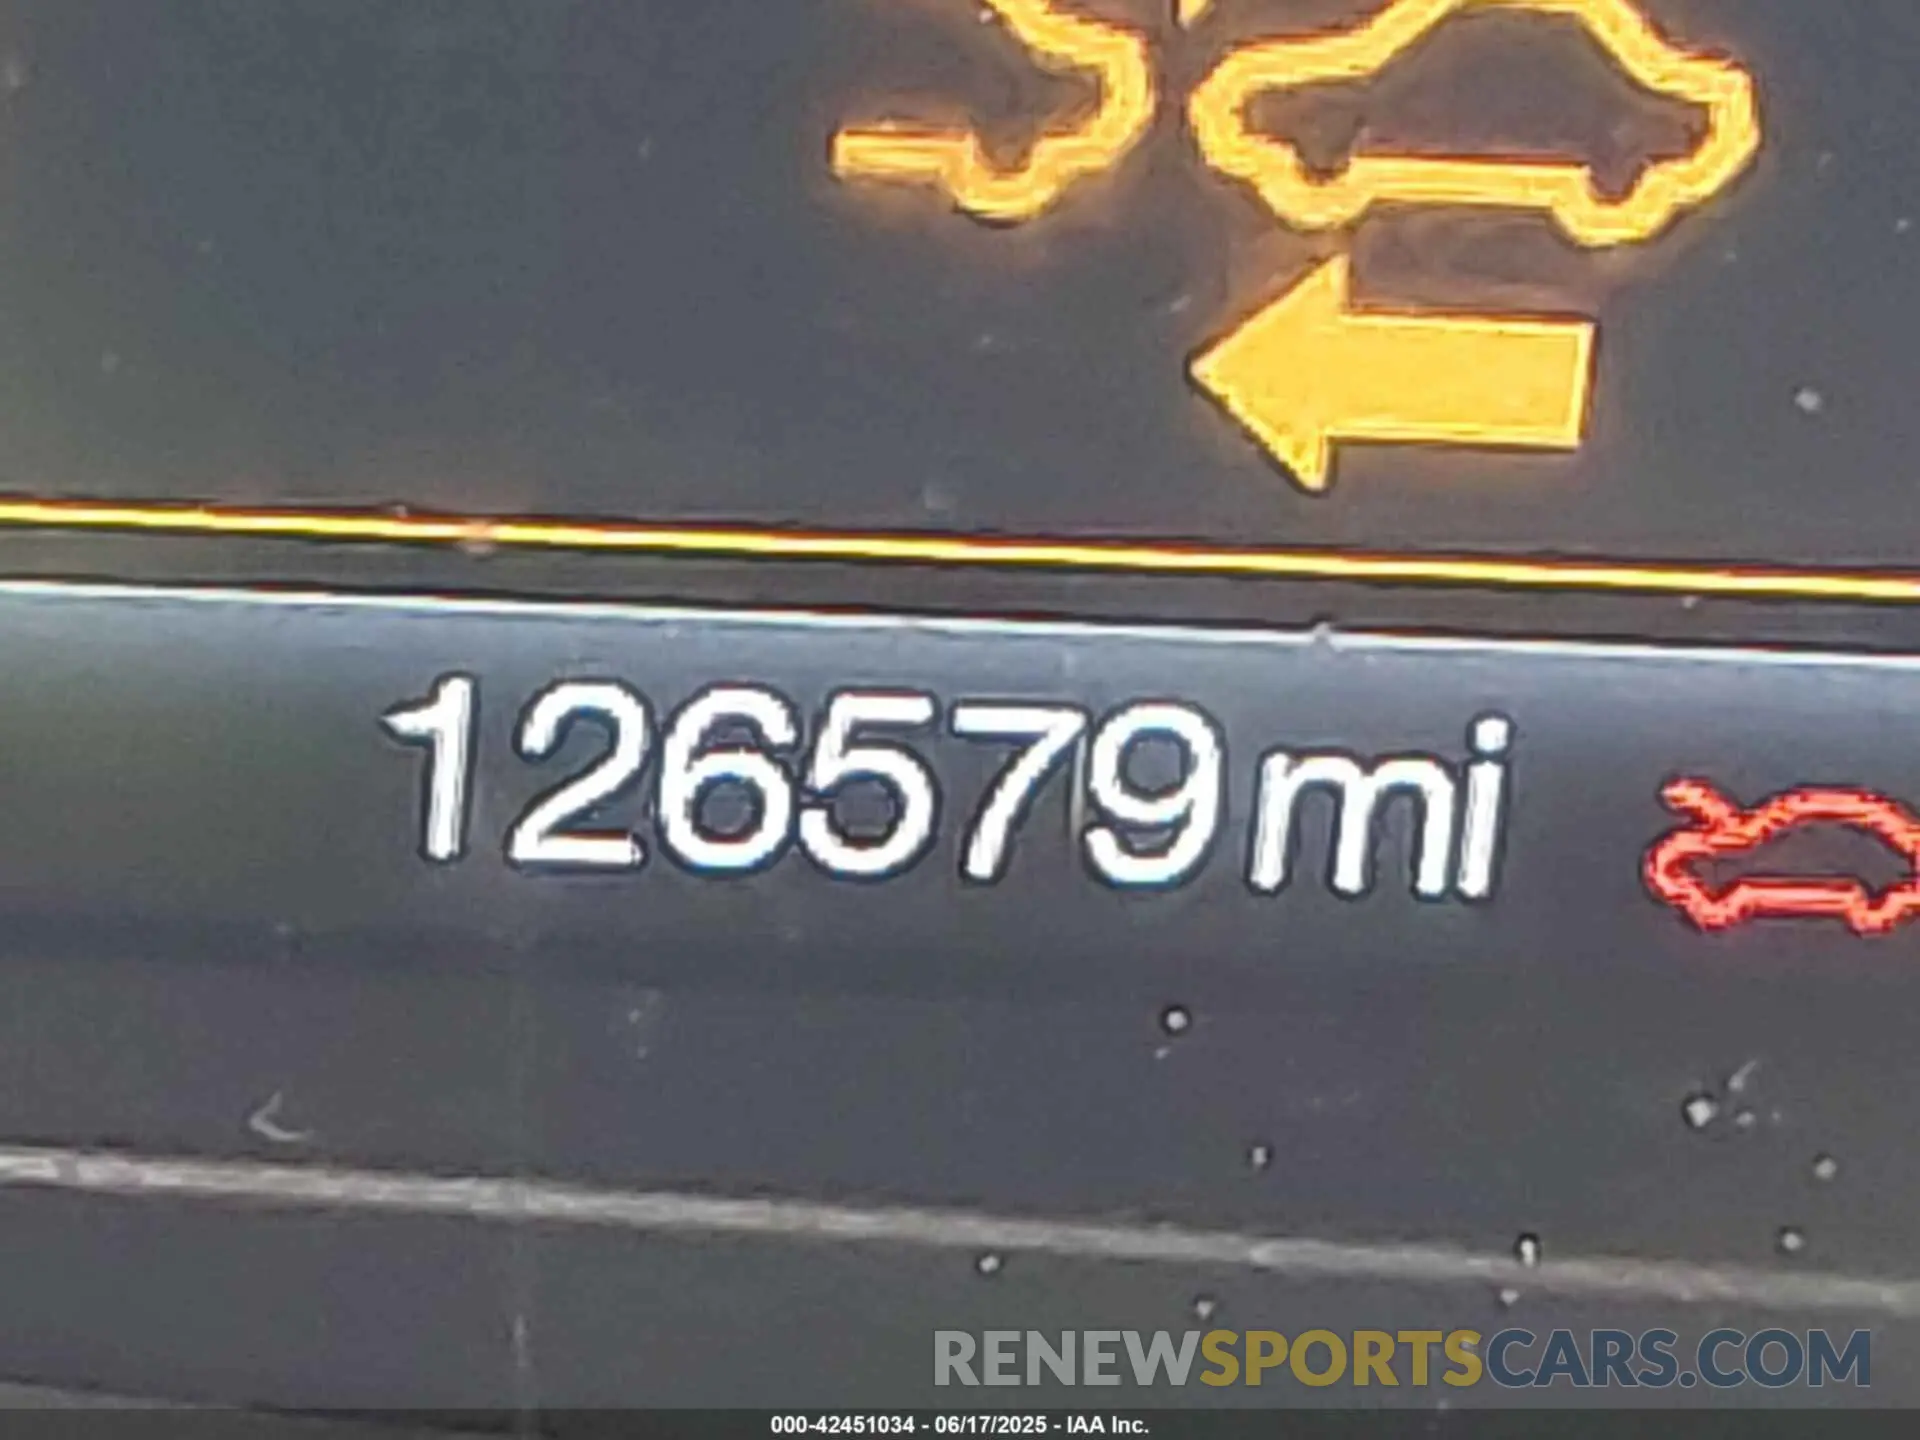 126579mi
RENEWSPORTSCARS.COM
000-42451034 - 06/17/2025 - IAA Inc.